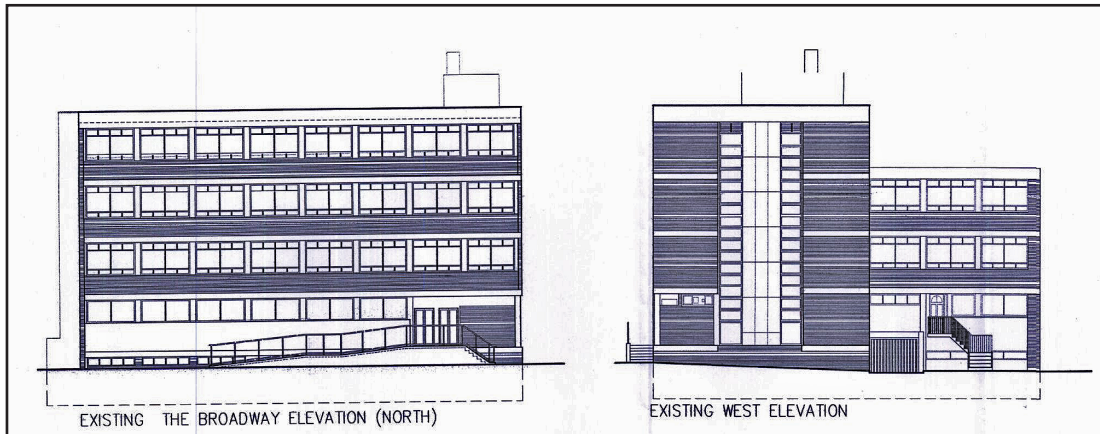 EXISTING THE BROADWAY ELEVATION (NORTH)
EXISTING WEST ELEVATION